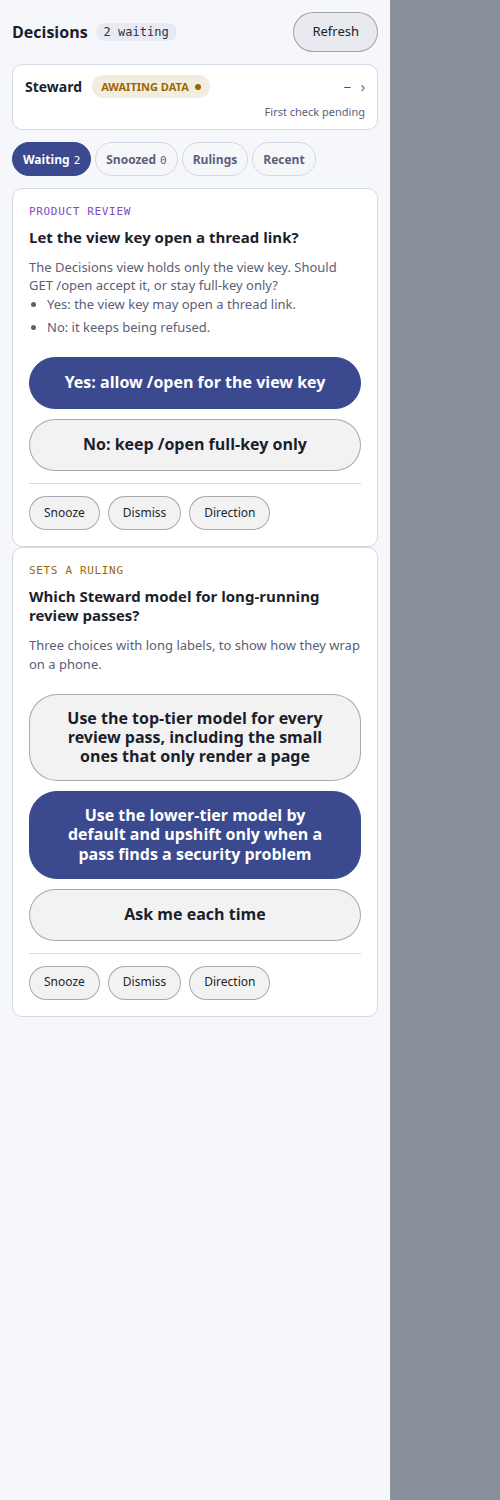 Decisions 2 waiting Refresh
Steward AWAITING DATA – ›
First check pending
Waiting 2 Snoozed 0 Rulings Recent
PRODUCT REVIEW
Let the view key open a thread link?
The Decisions view holds only the view key. Should
GET /open accept it, or stay full-key only?
• Yes: the view key may open a thread link.
• No: it keeps being refused.
Yes: allow /open for the view key
No: keep /open full-key only
Snooze Dismiss Direction
SETS A RULING
Which Steward model for long-running
review passes?
Three choices with long labels, to show how they wrap
on a phone.
Use the top-tier model for every
review pass, including the small
ones that only render a page
Use the lower-tier model by
default and upshift only when a
pass finds a security problem
Ask me each time
Snooze Dismiss Direction